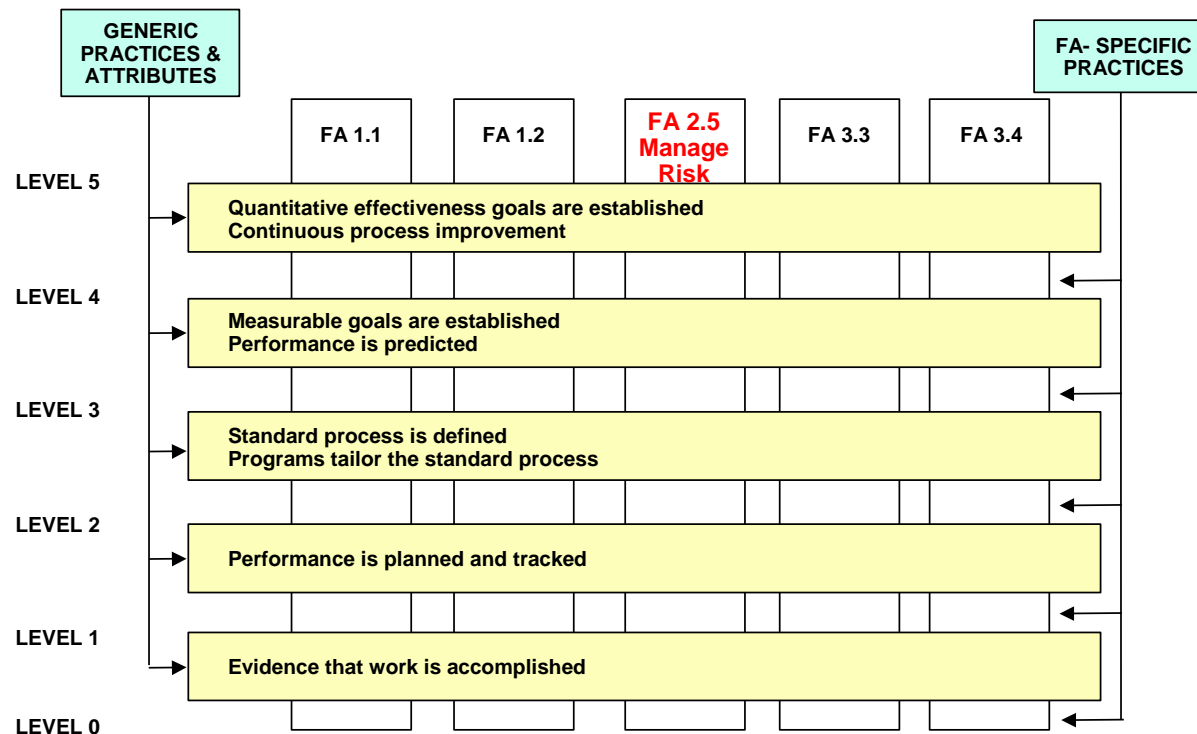 GENERIC
PRACTICES &
ATTRIBUTES
FA- SPECIFIC
PRACTICES
FA 1.1
FA 1.2
FA 2.5
Manage
Risk
FA 3.3
FA 3.4
LEVEL 5
Quantitative effectiveness goals are established
Continuous process improvement
LEVEL 4
Measurable goals are established
Performance is predicted
LEVEL 3
Standard process is defined
Programs tailor the standard process
LEVEL 2
Performance is planned and tracked
LEVEL 1
Evidence that work is accomplished
LEVEL 0